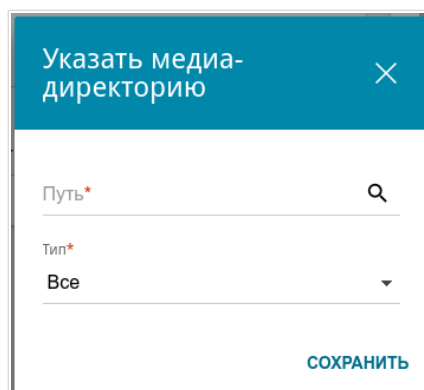 Указать медиа-
директорию
Путь*
Тип*
Все
СОХРАНИТЬ